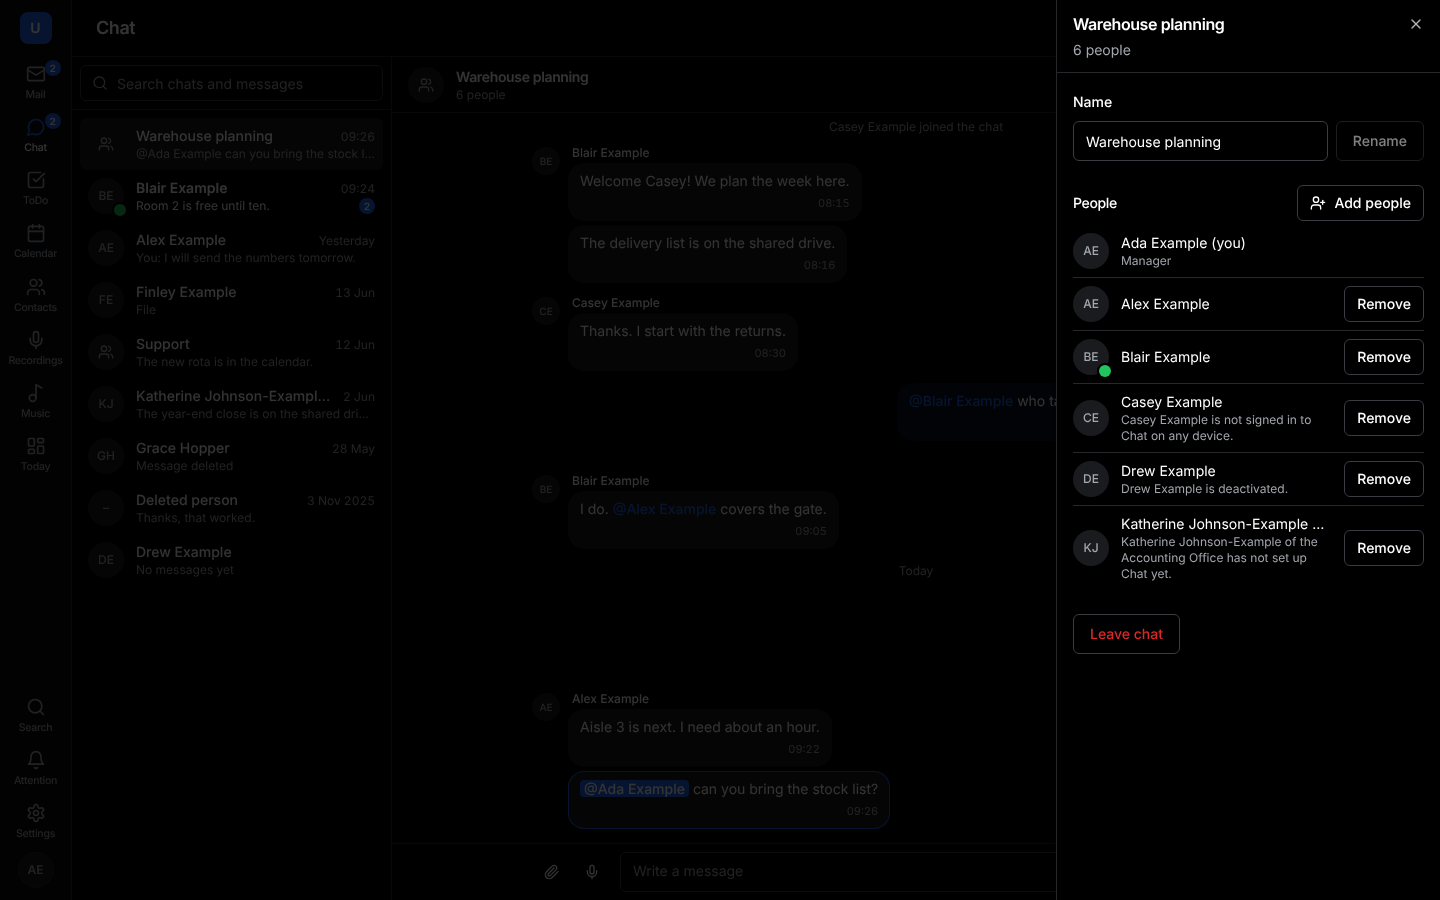 U
2
Mail
2
Chat
ToDo
Calendar
Contacts
Recordings
Music
Today
Search
Attention
Settings
AE
Chat
Search chats and messages
Warehouse planning 09:26
@Ada Example can you bring the stock l...
BE
Blair Example 09:24
Room 2 is free until ten. 2
AE
Alex Example Yesterday
You: I will send the numbers tomorrow.
FE
Finley Example 13 Jun
File
Support 12 Jun
The new rota is in the calendar.
KJ
Katherine Johnson-Exampl... 2 Jun
The year-end close is on the shared dri...
GH
Grace Hopper 28 May
Message deleted
–
Deleted person 3 Nov 2025
Thanks, that worked.
DE
Drew Example
No messages yet
Warehouse planning
6 people
Casey Example joined the chat
BE
Blair Example
Welcome Casey! We plan the week here.
08:15
The delivery list is on the shared drive.
08:16
CE
Casey Example
Thanks. I start with the returns.
08:30
@Blair Example who ta
BE
Blair Example
I do. @Alex Example covers the gate.
09:05
Today
AE
Alex Example
Aisle 3 is next. I need about an hour.
09:22
@Ada Example can you bring the stock list?
09:26
Write a message
Warehouse planning
6 people
Name
Warehouse planning
Rename
People
Add people
AE
Ada Example (you)
Manager
AE
Alex Example
Remove
BE
Blair Example
Remove
CE
Casey Example
Casey Example is not signed in to
Chat on any device.
Remove
DE
Drew Example
Drew Example is deactivated.
Remove
KJ
Katherine Johnson-Example ...
Katherine Johnson-Example of the
Accounting Office has not set up
Chat yet.
Remove
Leave chat